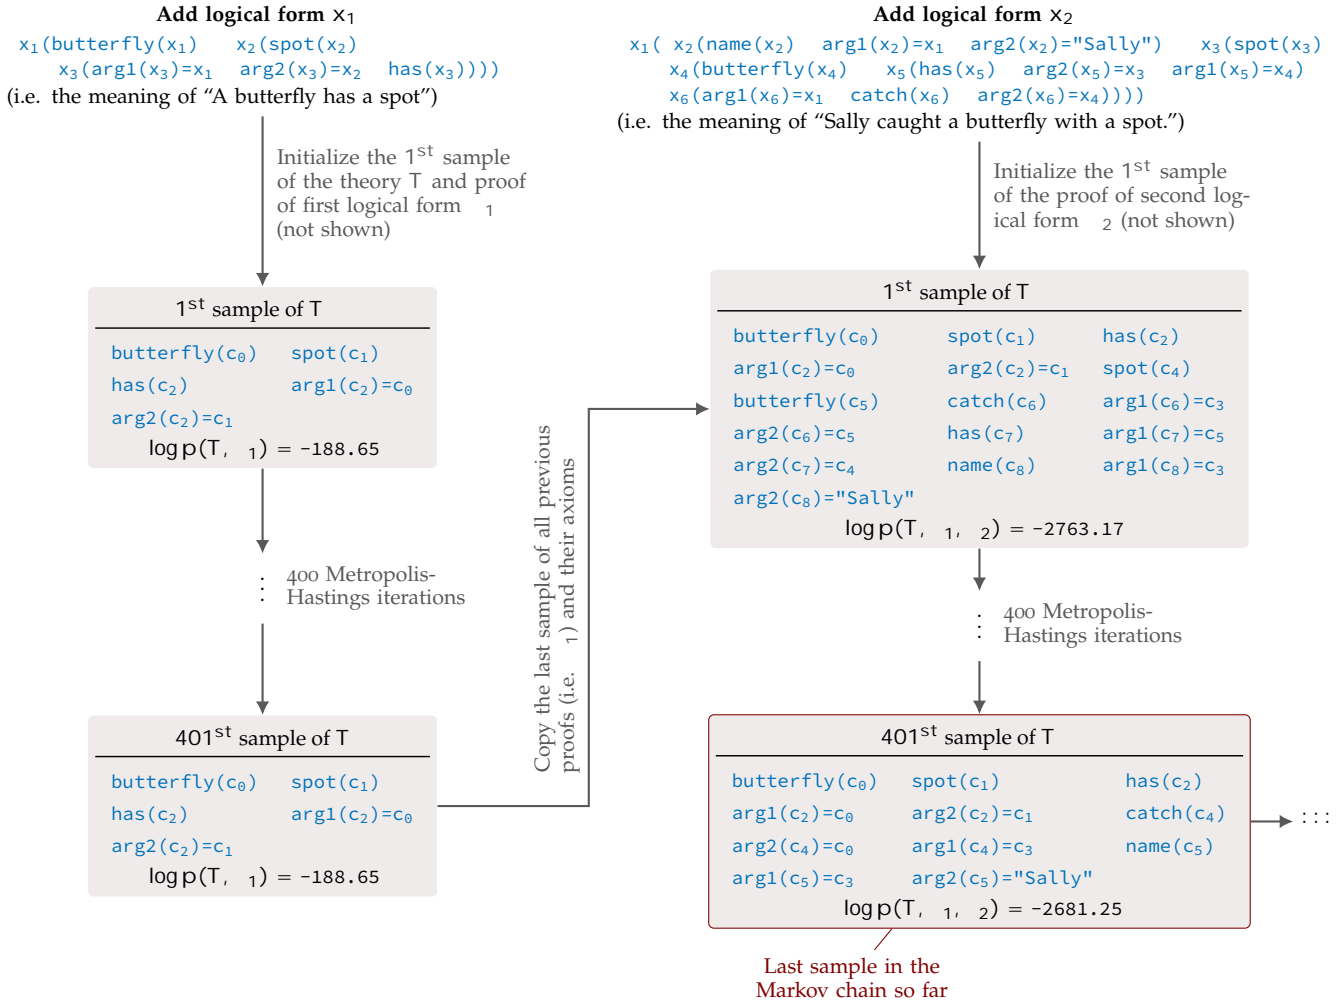 Add logical form x₁
x₁(butterfly(x₁) x₂(spot(x₂)
x₃(arg1(x₃)=x₁ arg2(x₃)=x₂ has(x₃))))
(i.e. the meaning of “A butterfly has a spot”)
Initialize the 1st sample
of the theory T and proof
of first logical form ₁
(not shown)
1st sample of T
butterfly(c₀) spot(c₁)
has(c₂) arg1(c₂)=c₀
arg2(c₂)=c₁
log p(T, ₁) = -188.65
400 Metropolis-
Hastings iterations
401st sample of T
butterfly(c₀) spot(c₁)
has(c₂) arg1(c₂)=c₀
arg2(c₂)=c₁
log p(T, ₁) = -188.65
Copy the last sample of all previous
proofs (i.e. ₁) and their axioms
Add logical form x₂
x₁( x₂(name(x₂) arg1(x₂)=x₁ arg2(x₂)="Sally") x₃(spot(x₃)
x₄(butterfly(x₄) x₅(has(x₅) arg2(x₅)=x₃ arg1(x₅)=x₄)
x₆(arg1(x₆)=x₁ catch(x₆) arg2(x₆)=x₄))))
(i.e. the meaning of “Sally caught a butterfly with a spot.”)
Initialize the 1st sample
of the proof of second log-
ical form ₂ (not shown)
1st sample of T
butterfly(c₀) spot(c₁) has(c₂)
arg1(c₂)=c₀ arg2(c₂)=c₁ spot(c₄)
butterfly(c₅) catch(c₆) arg1(c₆)=c₃
arg2(c₆)=c₅ has(c₇) arg1(c₇)=c₅
arg2(c₇)=c₄ name(c₈) arg1(c₈)=c₃
arg2(c₈)="Sally"
log p(T, ₁, ₂) = -2763.17
400 Metropolis-
Hastings iterations
401st sample of T
butterfly(c₀) spot(c₁) has(c₂)
arg1(c₂)=c₀ arg2(c₂)=c₁ catch(c₄)
arg2(c₄)=c₀ arg1(c₄)=c₃ name(c₅)
arg1(c₅)=c₃ arg2(c₅)="Sally"
log p(T, ₁, ₂) = -2681.25
Last sample in the
Markov chain so far